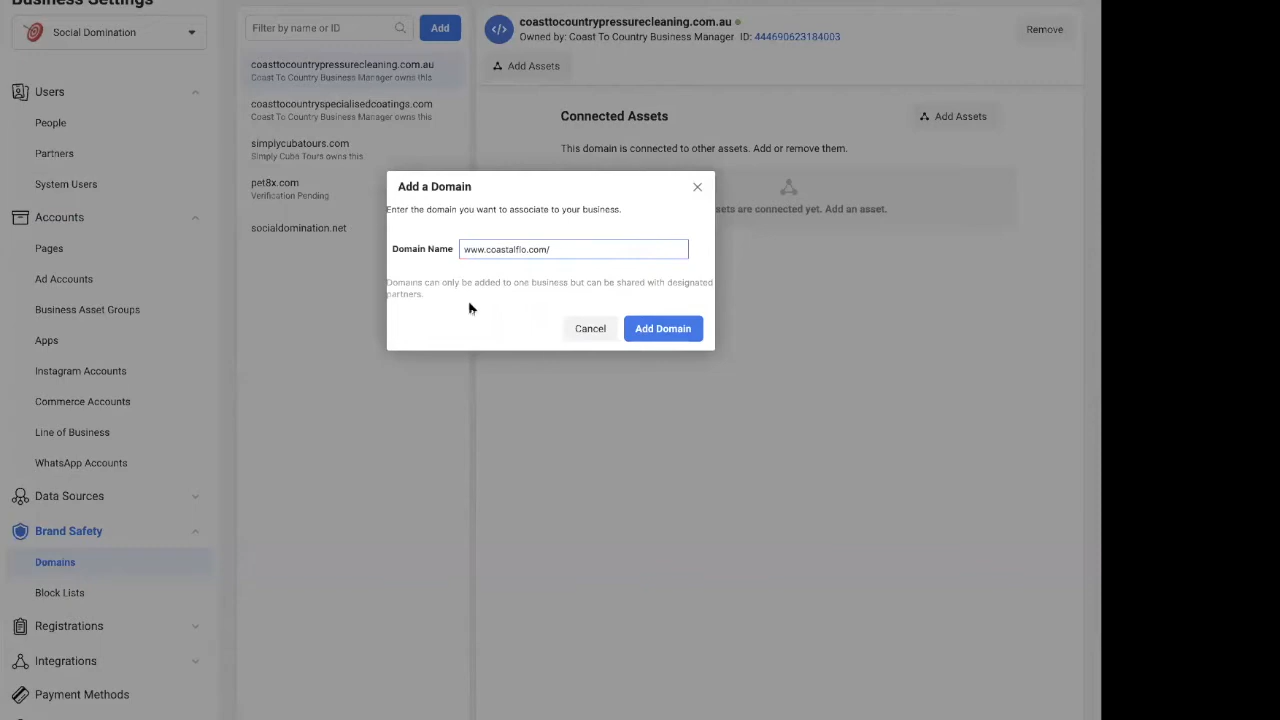 Business Settings
Social Domination
Users
People
Partners
System Users
Accounts
Pages
Ad Accounts
Business Asset Groups
Apps
Instagram Accounts
Commerce Accounts
Line of Business
WhatsApp Accounts
Data Sources
Brand Safety
Domains
Block Lists
Registrations
Integrations
Payment Methods
Filter by name or ID
Add
coasttocountrypressurecleaning.com.au
Coast To Country Business Manager owns this
coasttocountryspecialisedcoatings.com
Coast To Country Business Manager owns this
simplycubatours.com
Simply Cuba Tours owns this
pet8x.com
Verification Pending
socialdomination.net
coasttocountrypressurecleaning.com.au
Owned by: Coast To Country Business Manager ID: 444690623184003
Remove
Add Assets
Connected Assets
Add Assets
This domain is connected to other assets. Add or remove them.
sets are connected yet. Add an asset.
Add a Domain
Enter the domain you want to associate to your business.
Domain Name www.coastalflo.com/
Domains can only be added to one business but can be shared with designated
partners.
Cancel
Add Domain